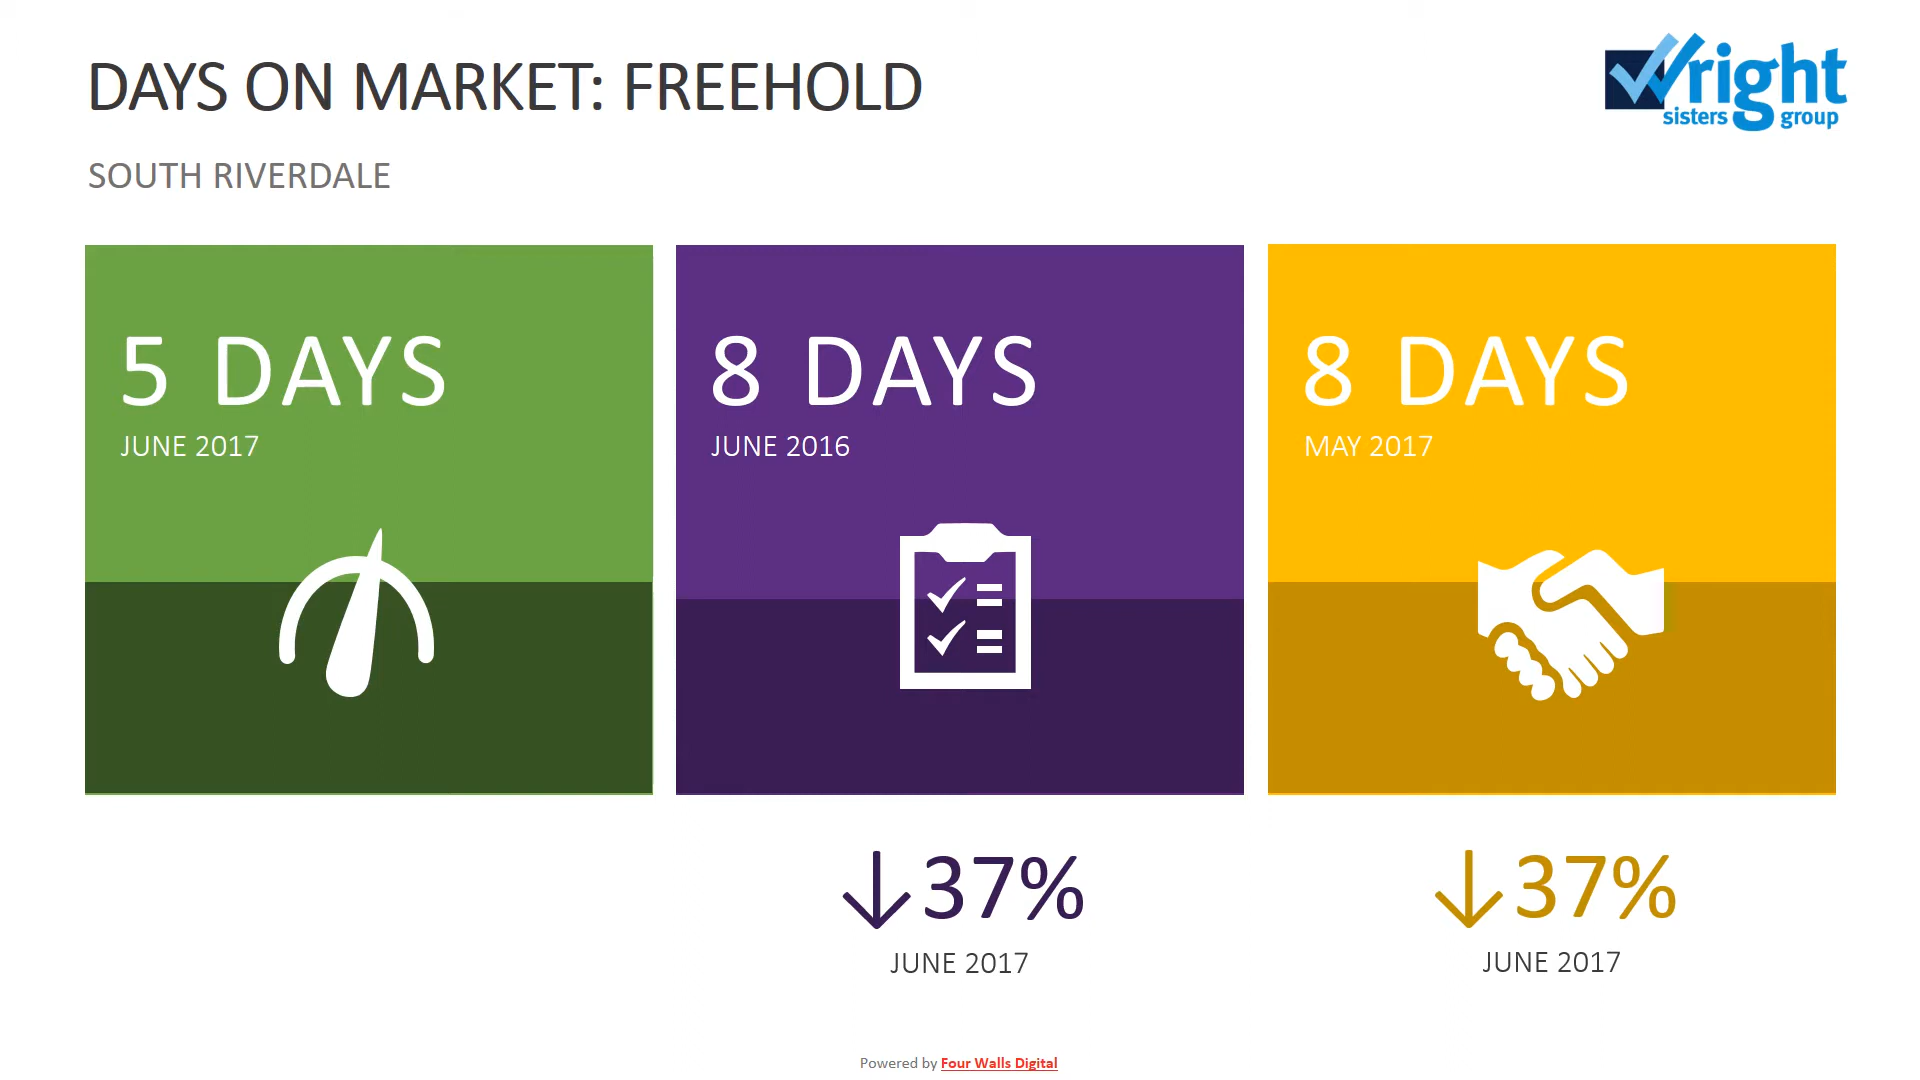 DAYS ON MARKET: FREEHOLD
Wright
sisters group
SOUTH RIVERDALE
5 DAYS
JUNE 2017
8 DAYS
JUNE 2016
8 DAYS
MAY 2017
↓37%
JUNE 2017
↓37%
JUNE 2017
Powered by Four Walls Digital